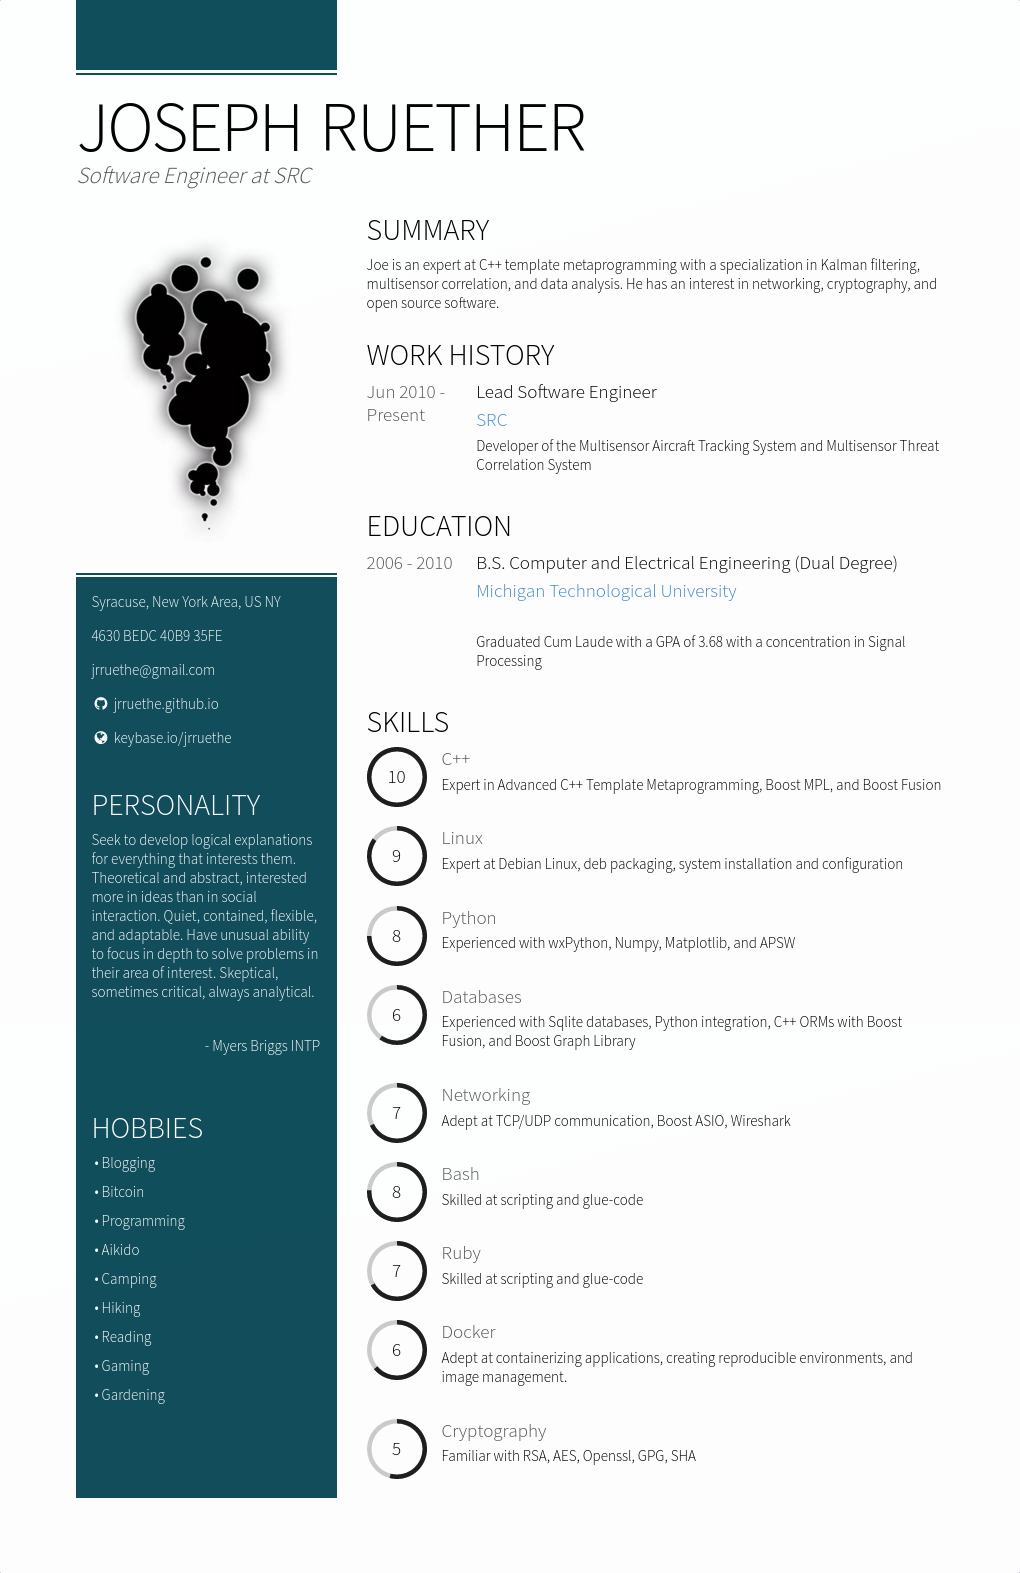 JOSEPH RUETHER
Software Engineer at SRC
Syracuse, New York Area, US NY
4630 BEDC 40B9 35FE
jrruethe@gmail.com
jrruethe.github.io
keybase.io/jrruethe
PERSONALITY
Seek to develop logical explanations
for everything that interests them.
Theoretical and abstract, interested
more in ideas than in social
interaction. Quiet, contained, flexible,
and adaptable. Have unusual ability
to focus in depth to solve problems in
their area of interest. Skeptical,
sometimes critical, always analytical.
- Myers Briggs INTP
HOBBIES
• Blogging
• Bitcoin
• Programming
• Aikido
• Camping
• Hiking
• Reading
• Gaming
• Gardening
SUMMARY
Joe is an expert at C++ template metaprogramming with a specialization in Kalman filtering,
multisensor correlation, and data analysis. He has an interest in networking, cryptography, and
open source software.
WORK HISTORY
Jun 2010 -
Present
Lead Software Engineer
SRC
Developer of the Multisensor Aircraft Tracking System and Multisensor Threat
Correlation System
EDUCATION
2006 - 2010
B.S. Computer and Electrical Engineering (Dual Degree)
Michigan Technological University
Graduated Cum Laude with a GPA of 3.68 with a concentration in Signal
Processing
SKILLS
10
C++
Expert in Advanced C++ Template Metaprogramming, Boost MPL, and Boost Fusion
9
Linux
Expert at Debian Linux, deb packaging, system installation and configuration
8
Python
Experienced with wxPython, Numpy, Matplotlib, and APSW
6
Databases
Experienced with Sqlite databases, Python integration, C++ ORMs with Boost
Fusion, and Boost Graph Library
7
Networking
Adept at TCP/UDP communication, Boost ASIO, Wireshark
8
Bash
Skilled at scripting and glue-code
7
Ruby
Skilled at scripting and glue-code
6
Docker
Adept at containerizing applications, creating reproducible environments, and
image management.
5
Cryptography
Familiar with RSA, AES, Openssl, GPG, SHA